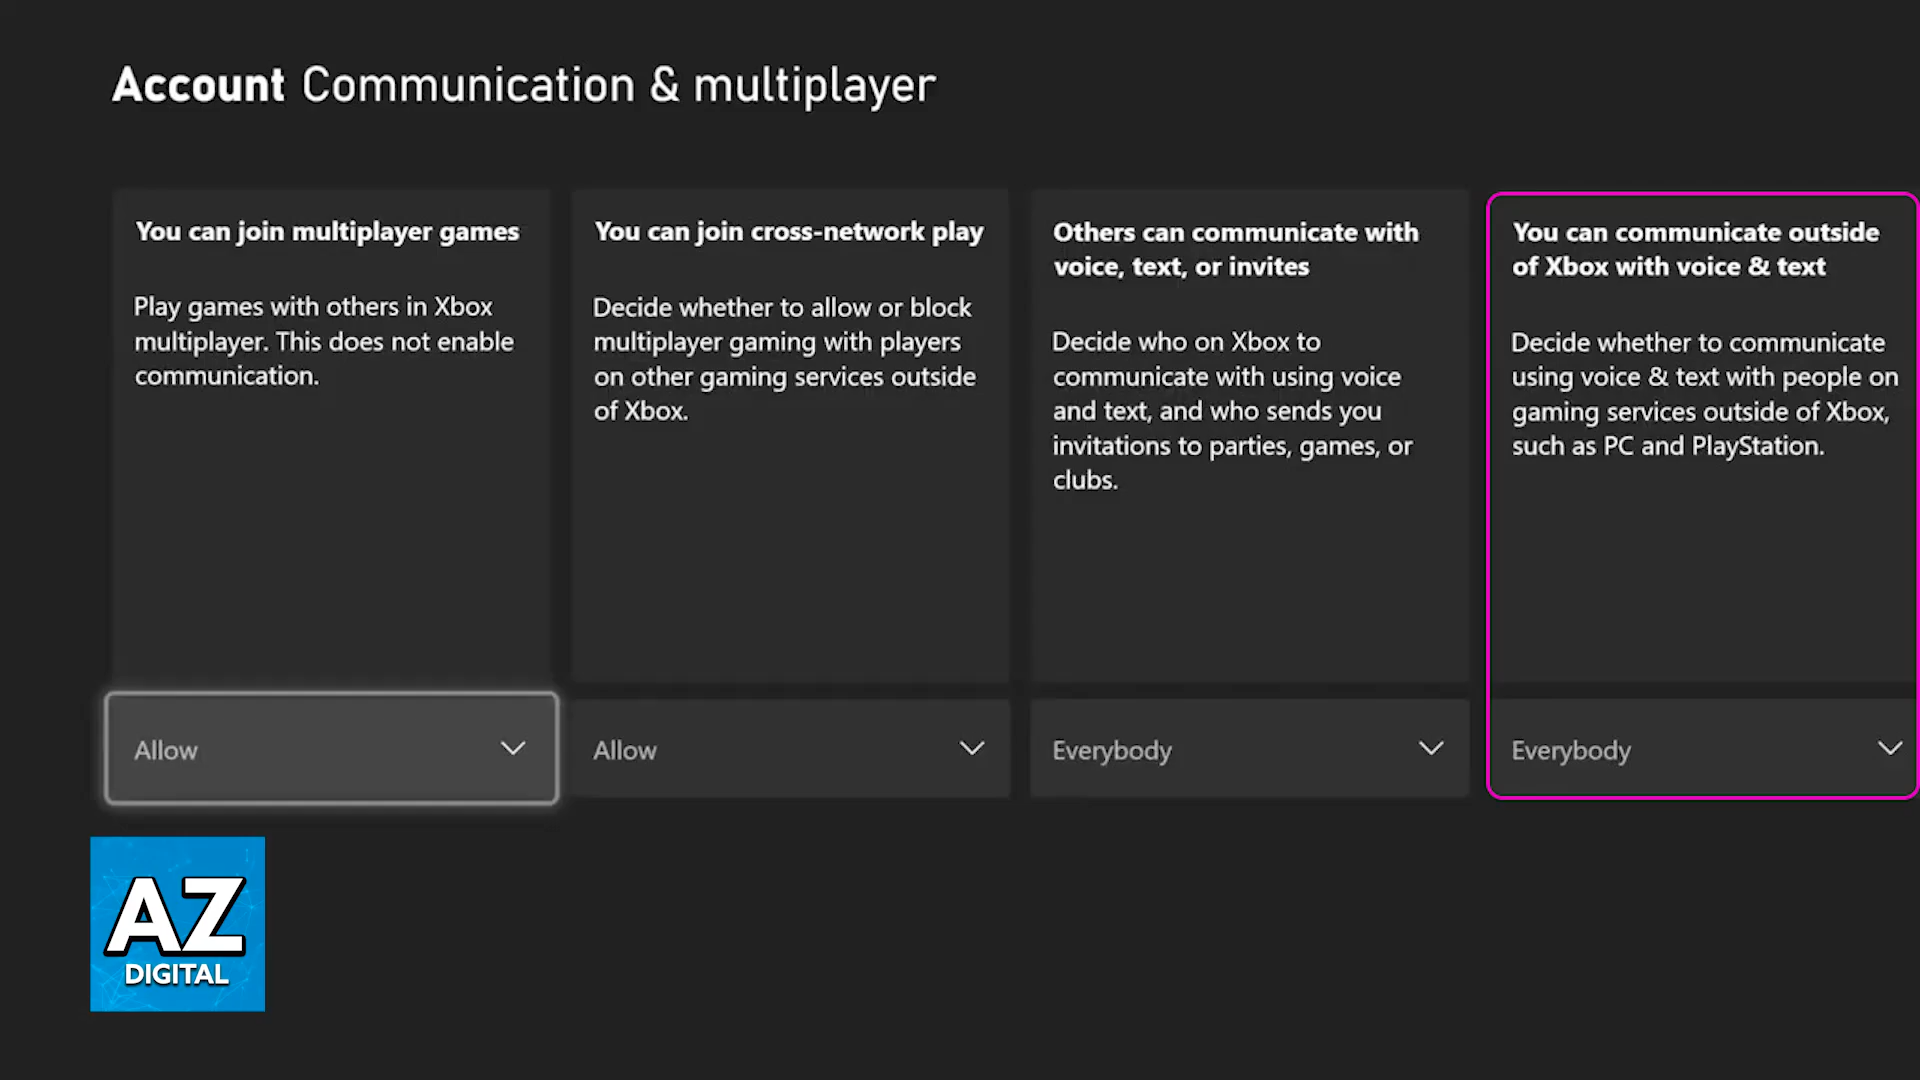 Account Communication & multiplayer
You can join multiplayer games
Play games with others in Xbox
multiplayer. This does not enable
communication.
Allow
You can join cross-network play
Decide whether to allow or block
multiplayer gaming with players
on other gaming services outside
of Xbox.
Allow
Others can communicate with
voice, text, or invites
Decide who on Xbox to
communicate with using voice
and text, and who sends you
invitations to parties, games, or
clubs.
Everybody
You can communicate outside
of Xbox with voice & text
Decide whether to communicate
using voice & text with people on
gaming services outside of Xbox,
such as PC and PlayStation.
Everybody
AZ
DIGITAL